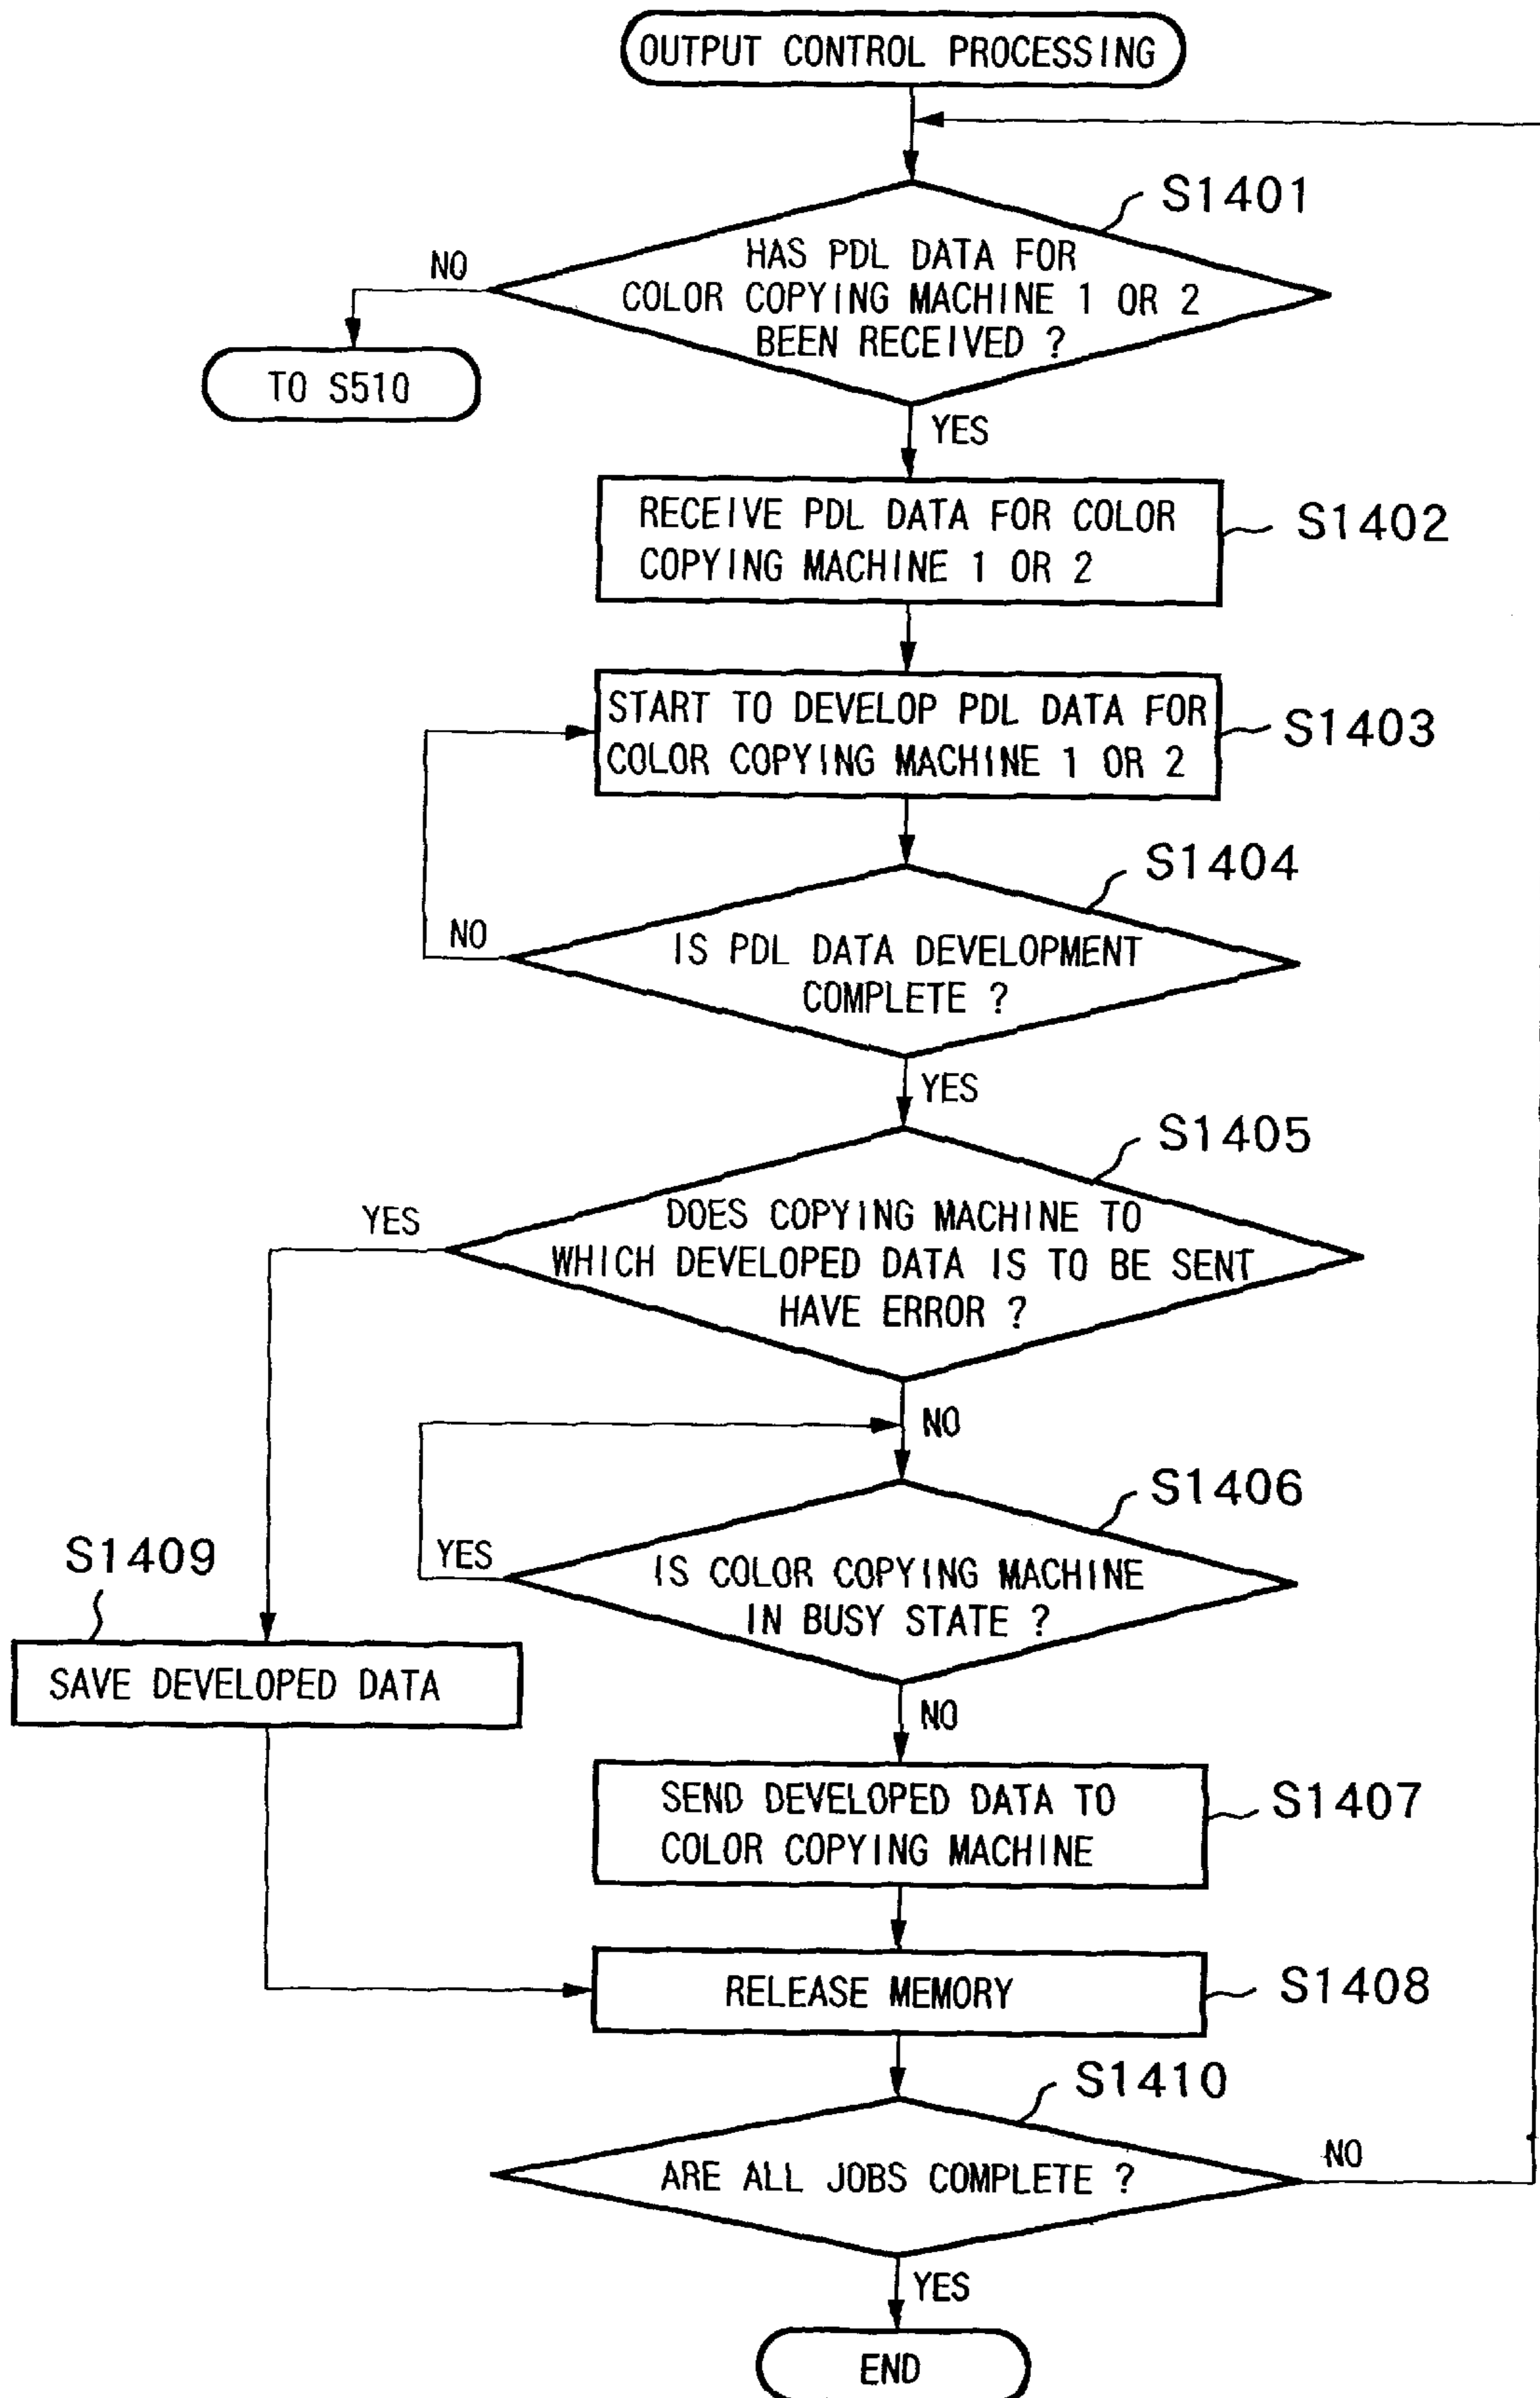 OUTPUT CONTROL PROCESSING
S1401
HAS PDL DATA FOR
COLOR COPYING MACHINE 1 OR 2
BEEN RECEIVED ?
NO
TO S510
YES
RECEIVE PDL DATA FOR COLOR
COPYING MACHINE 1 OR 2
S1402
START TO DEVELOP PDL DATA FOR
COLOR COPYING MACHINE 1 OR 2
S1403
S1404
NO
IS PDL DATA DEVELOPMENT
COMPLETE ?
YES
S1405
YES
DOES COPYING MACHINE TO
WHICH DEVELOPED DATA IS TO BE SENT
HAVE ERROR ?
NO
S1406
S1409
YES
IS COLOR COPYING MACHINE
IN BUSY STATE ?
SAVE DEVELOPED DATA
NO
SEND DEVELOPED DATA TO
COLOR COPYING MACHINE
S1407
RELEASE MEMORY
S1408
S1410
ARE ALL JOBS COMPLETE ?
NO
YES
END